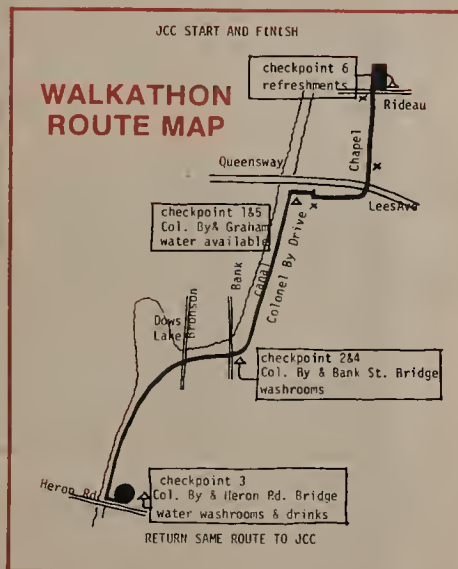 JCC START AND FINISH
checkpoint 6
refreshments
WALKATHON
ROUTE MAP
Rideau
Chapel
Queensway
Lees Ave
checkpoint 1&5
Col. By & Graham
water available
Colonel By Drive
Canal
Bank
Bronson
Dows
Lake
checkpoint 2&4
Col. By & Bank St. Bridge
washrooms
Heron Rd.
checkpoint 3
Col. By & Heron Rd. Bridge
water washrooms & drinks
RETURN SAME ROUTE TO JCC